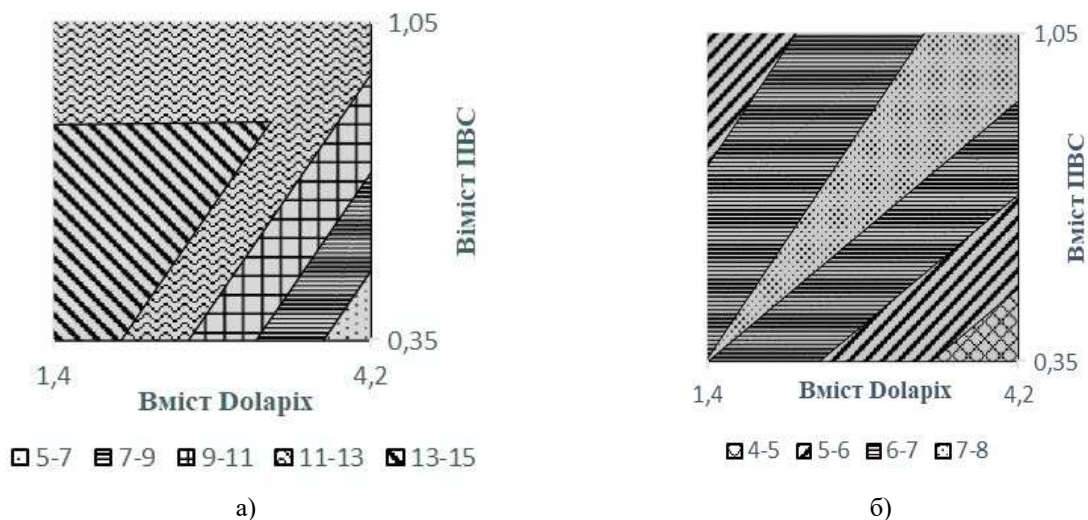 1,05
Віміст ПВС
0,35
1,4
4,2
Вміст Dolapix
5-7 7-9 9-11 11-13 13-15
а)
1,05
Вміст ПВС
0,35
1,4
4,2
Вміст Dolapix
4-5 5-6 6-7 7-8
б)